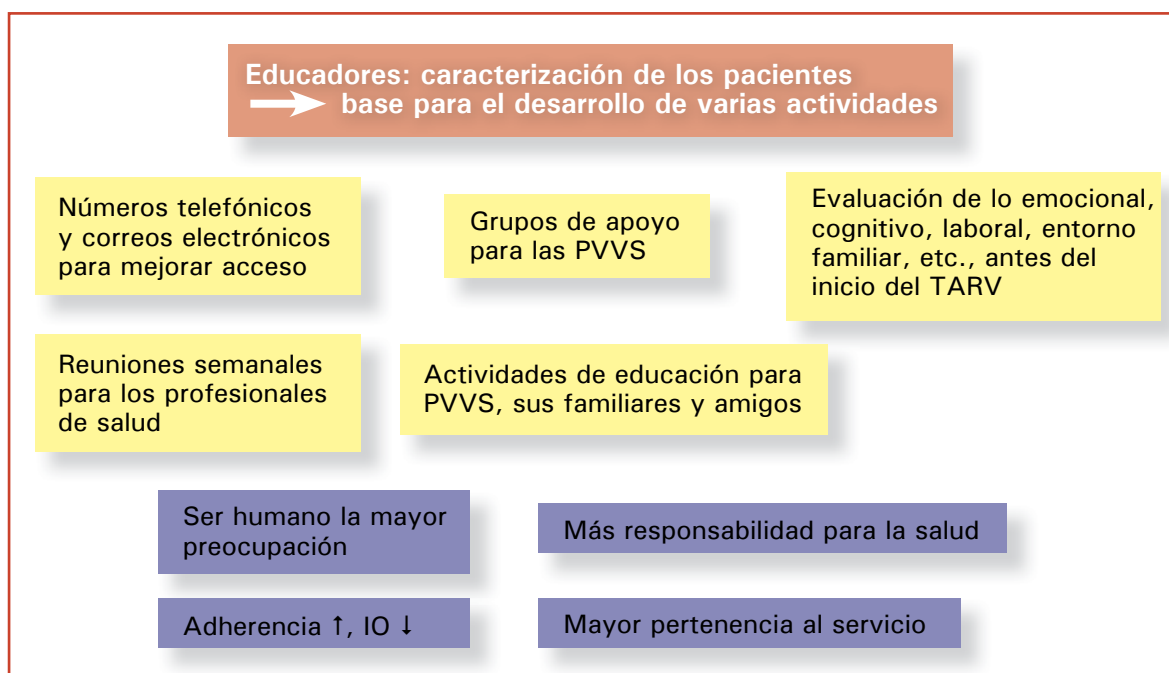 Educadores: caracterización de los pacientes
base para el desarrollo de varias actividades
Números telefónicos
y correos electrónicos
para mejorar acceso
Grupos de apoyo
para las PVVS
Evaluación de lo emocional,
cognitivo, laboral, entorno
familiar, etc., antes del
inicio del TARV
Reuniones semanales
para los profesionales
de salud
Actividades de educación para
PVVS, sus familiares y amigos
Ser humano la mayor
preocupación
Más responsabilidad para la salud
Adherencia ↑, IO ↓
Mayor pertenencia al servicio